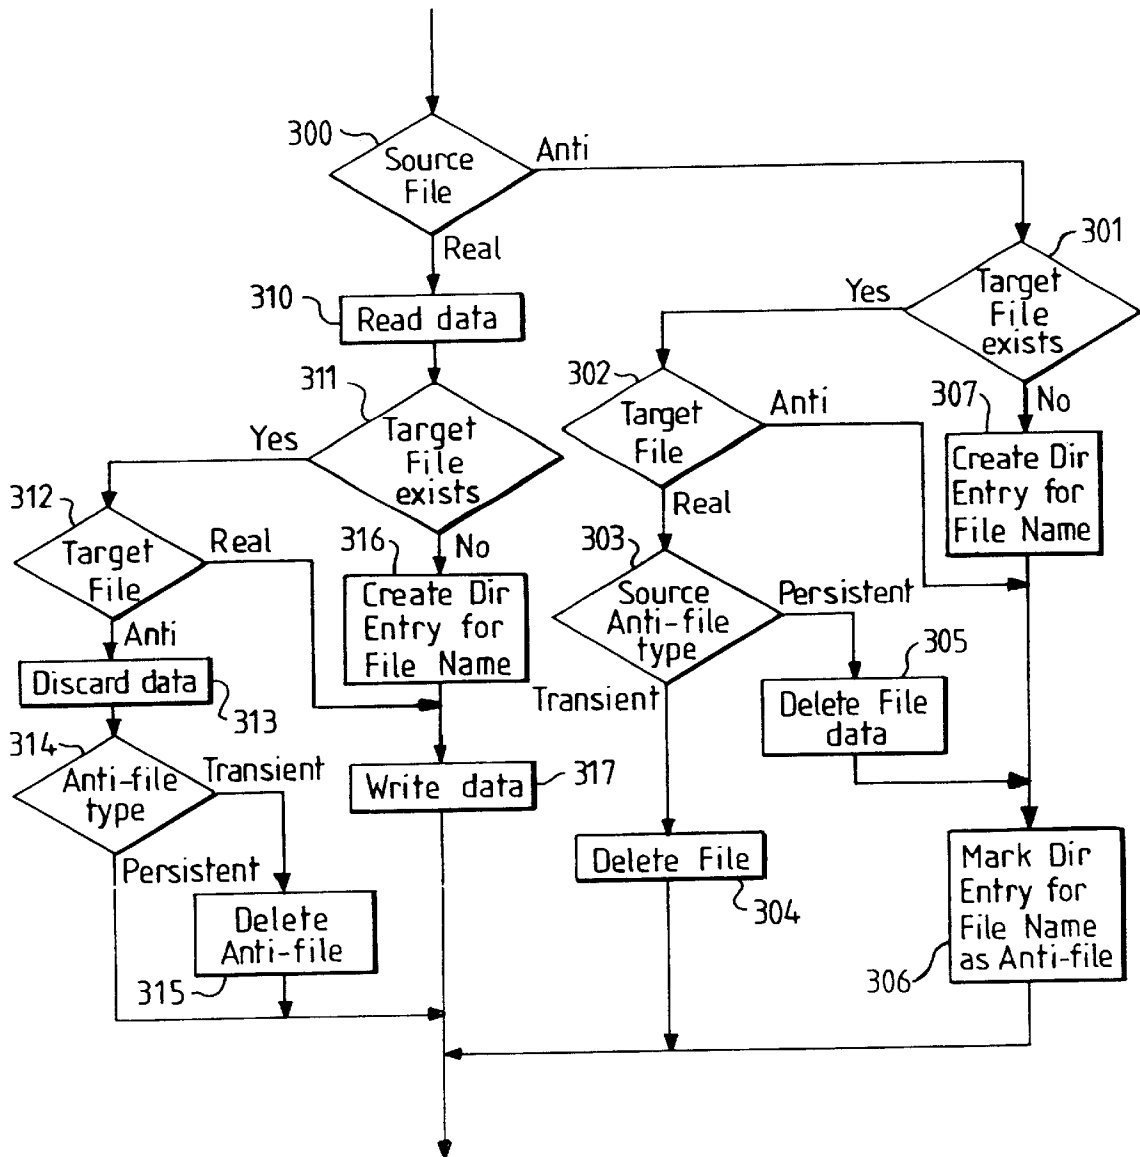 300
Source
File
Anti
Real
301
Target
File
exists
Yes
No
310
Read data
311
Target
File
exists
Yes
No
302
Target
File
Anti
Real
307
Create Dir
Entry for
File Name
312
Target
File
Real
Anti
316
Create Dir
Entry for
File Name
303
Source
Anti-file
type
Persistent
Transient
305
Delete File
data
Discard data
313
314
Anti-file
type
Transient
Persistent
Write data
317
Delete File
304
Delete
Anti-file
315
Mark Dir
Entry for
File Name
as Anti-file
306